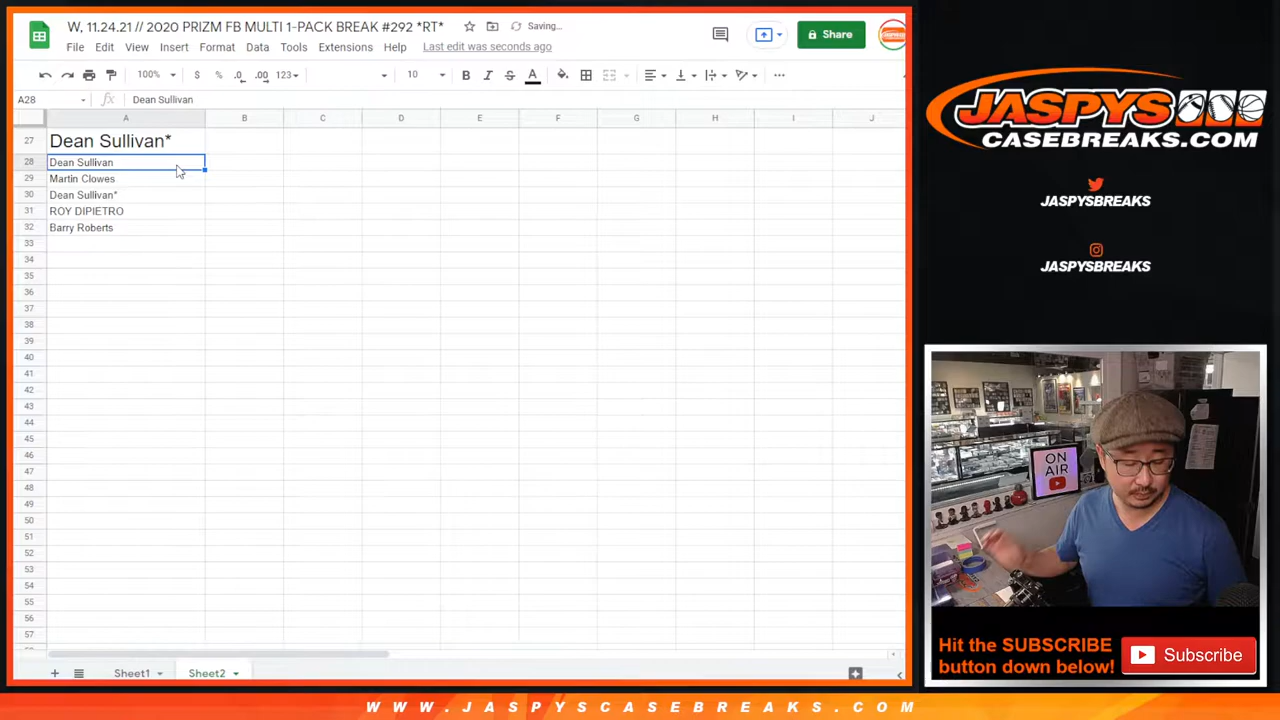 W, 11.24.21 // 2020 PRIZM FB MULTI 1-PACK BREAK #292 *RT*
Saving...
File Edit View Insert Format Data Tools Extensions Help Last edit was seconds ago
Share
100% $ % .0 .00 123 10 B I S A
A28 fx Dean Sullivan
A B C D E F G H I J
27 Dean Sullivan*
28 Dean Sullivan
29 Martin Clowes
30 Dean Sullivan*
31 ROY DIPIETRO
32 Barry Roberts
33
34
35
36
37
38
39
40
41
42
43
44
45
46
47
48
49
50
51
52
53
54
55
56
57
Sheet1 Sheet2
JASPYS
CASEBREAKS.COM
JASPYSBREAKS
JASPYSBREAKS
ON
AIR
Hit the SUBSCRIBE
button down below!
Subscribe
WWW.JASPYSCASEBREAKS.COM